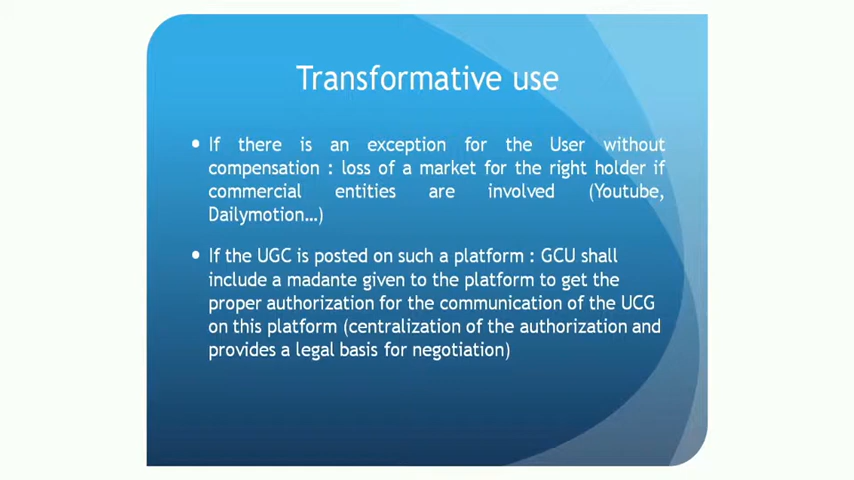 Transformative use
• If there is an exception for the User without
compensation : loss of a market for the right holder if
commercial entities are involved (Youtube,
Dailymotion…)
• If the UGC is posted on such a platform : GCU shall
include a madante given to the platform to get the
proper authorization for the communication of the UCG
on this platform (centralization of the authorization and
provides a legal basis for negotiation)